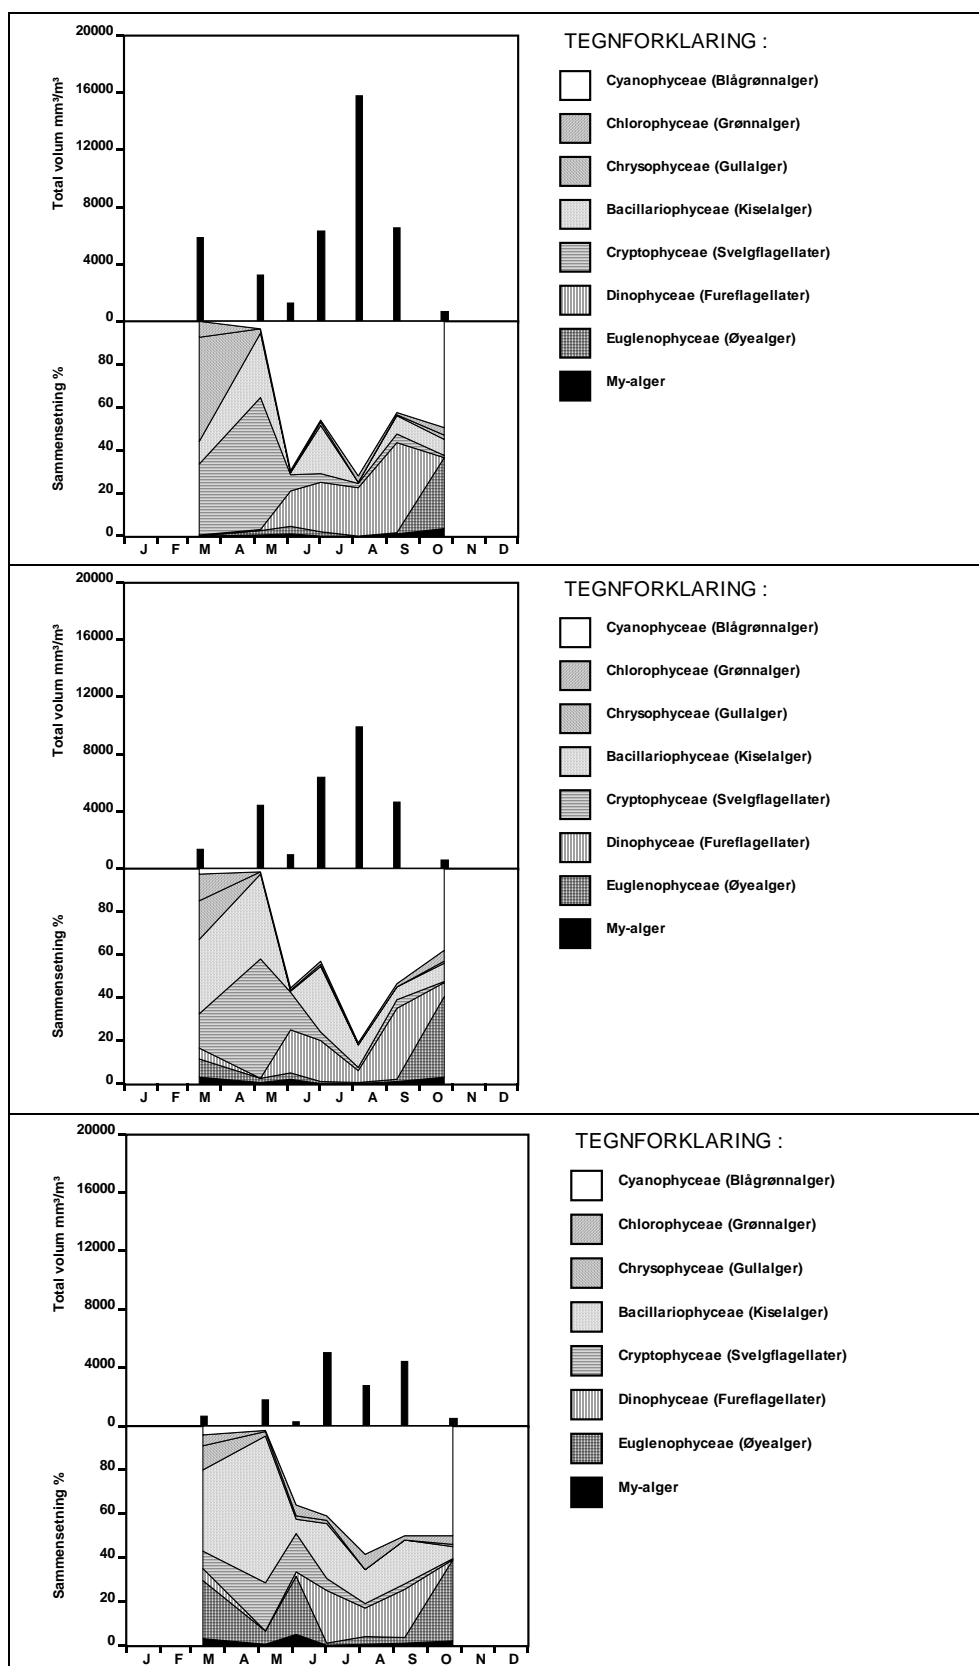 20000
16000
12000
8000
4000
0
Total volum mm³/m³
80
60
40
20
0
Sammensetning %
J F M A M J J A S O N D
TEGNFORKLARING :
Cyanophyceae (Blågrønnalger)
Chlorophyceae (Grønnalger)
Chrysophyceae (Gullalger)
Bacillariophyceae (Kiselalger)
Cryptophyceae (Svelgflagellater)
Dinophyceae (Fureflagellater)
Euglenophyceae (Øyealger)
My-alger
20000
16000
12000
8000
4000
0
Total volum mm³/m³
80
60
40
20
0
Sammensetning %
J F M A M J J A S O N D
TEGNFORKLARING :
Cyanophyceae (Blågrønnalger)
Chlorophyceae (Grønnalger)
Chrysophyceae (Gullalger)
Bacillariophyceae (Kiselalger)
Cryptophyceae (Svelgflagellater)
Dinophyceae (Fureflagellater)
Euglenophyceae (Øyealger)
My-alger
20000
16000
12000
8000
4000
0
Total volum mm³/m³
80
60
40
20
0
Sammensetning %
J F M A M J J A S O N D
TEGNFORKLARING :
Cyanophyceae (Blågrønnalger)
Chlorophyceae (Grønnalger)
Chrysophyceae (Gullalger)
Bacillariophyceae (Kiselalger)
Cryptophyceae (Svelgflagellater)
Dinophyceae (Fureflagellater)
Euglenophyceae (Øyealger)
My-alger